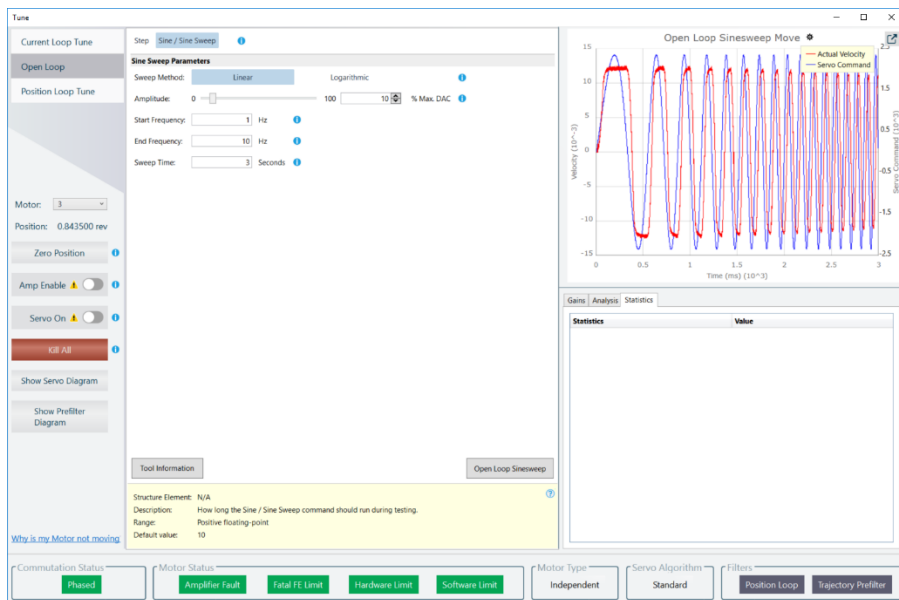 Tune
Current Loop Tune
Open Loop
Position Loop Tune
Motor: 3
Position: 0.843500 rev
Zero Position
Amp Enable
Servo On
Kill All
Show Servo Diagram
Show Prefilter
Diagram
Why is my Motor not moving
Step Sine / Sine Sweep
Sine Sweep Parameters
Sweep Method: Linear Logarithmic
Amplitude: 0 100 10 % Max. DAC
Start Frequency: 1 Hz
End Frequency: 10 Hz
Sweep Time: 3 Seconds
Tool Information
Open Loop Sinesweep
Structure Element: N/A
Description: How long the Sine / Sine Sweep command should run during testing.
Range: Positive floating-point
Default value: 10
Open Loop Sinesweep Move
Actual Velocity
Servo Command
Velocity (10^-3)
15
10
5
0
-5
-10
-15
0 0.5 1 1.5 2 2.5 3
Time (ms) (10^3)
2.5
1.5
0.5
-0.5
-1.5
-2.5
Servo Command (10^3)
Gains Analysis Statistics
Statistics Value
Commutation Status
Phased
Motor Status
Amplifier Fault Fatal FE Limit Hardware Limit Software Limit
Motor Type
Independent
Servo Algorithm
Standard
Filters
Position Loop Trajectory Prefilter